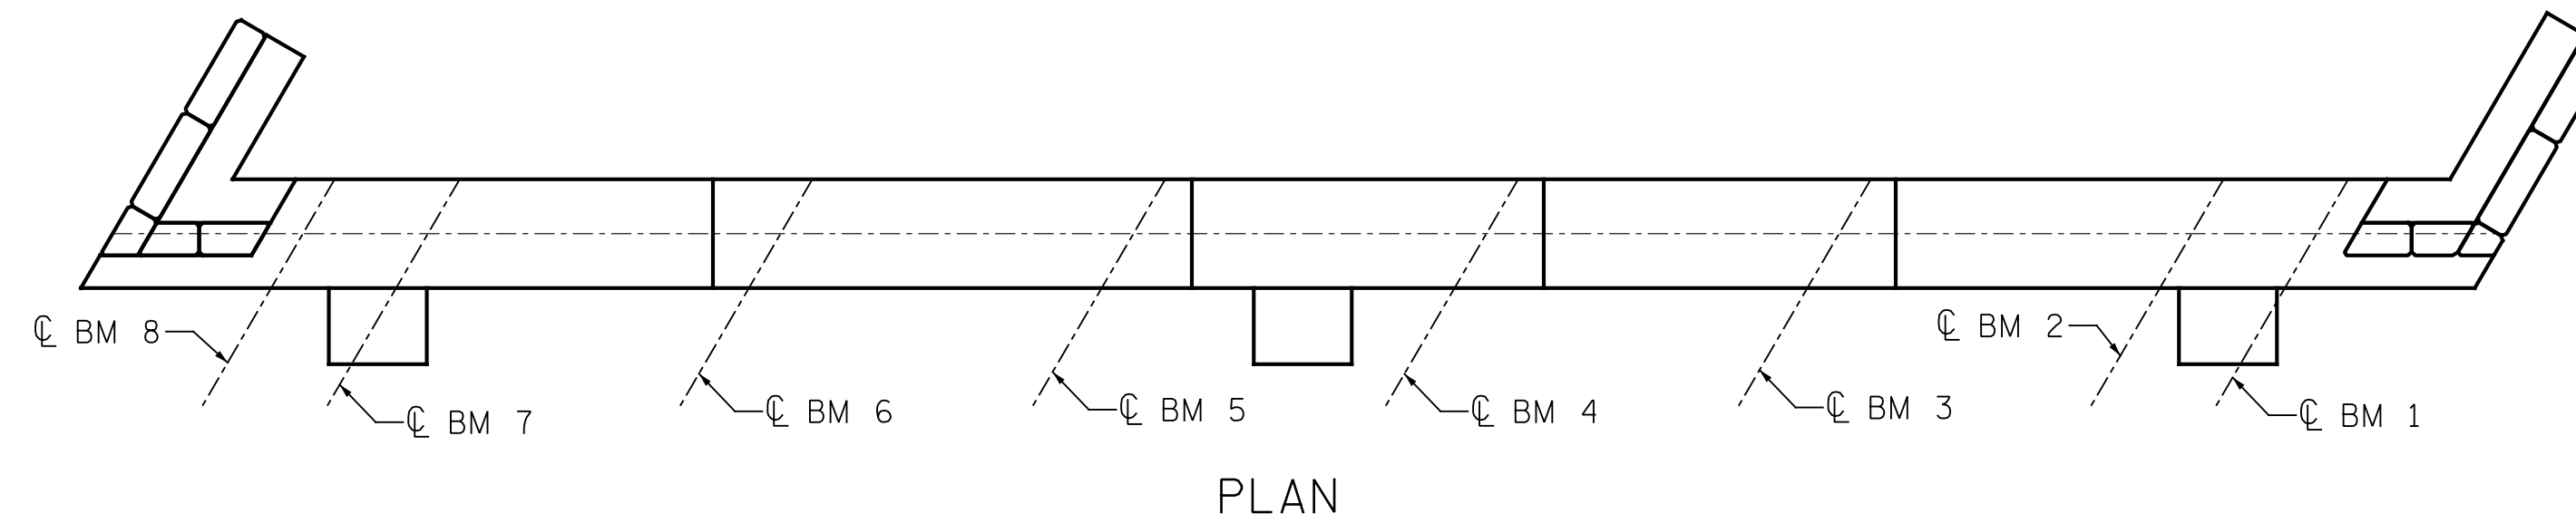 ℄ BM 8
℄ BM 7
℄ BM 6
℄ BM 5
℄ BM 4
℄ BM 3
℄ BM 2
℄ BM 1
PLAN